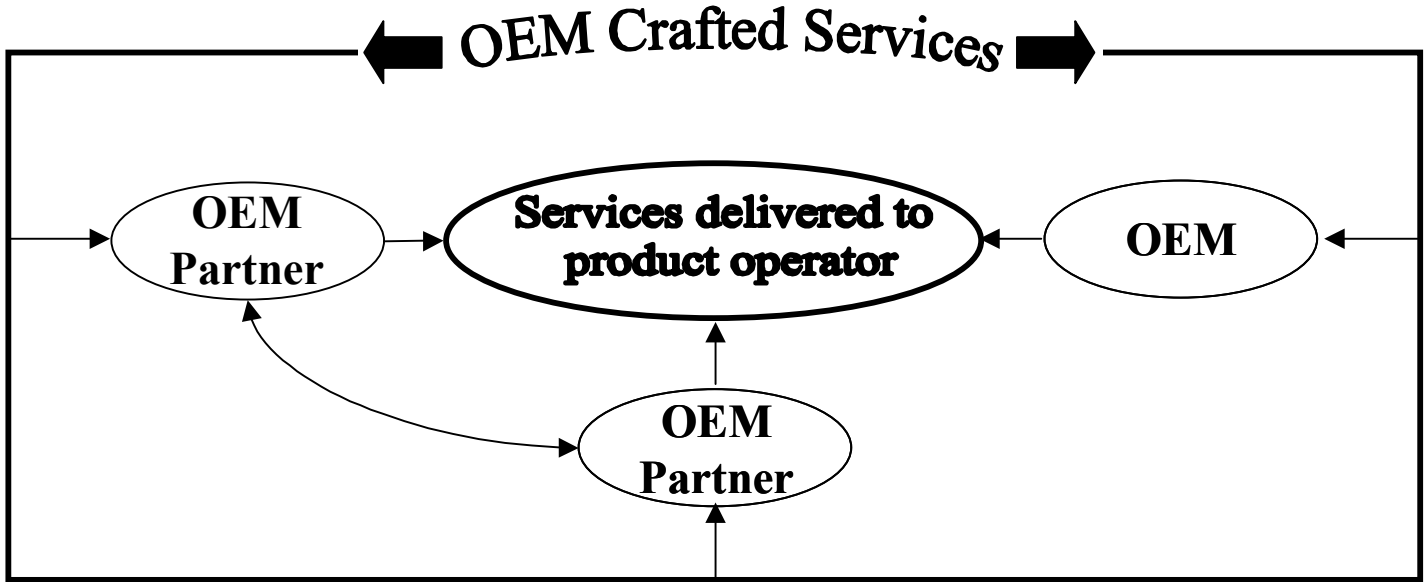 OEM Crafted Services
OEM
Partner
Services delivered to
product operator
OEM
OEM
Partner